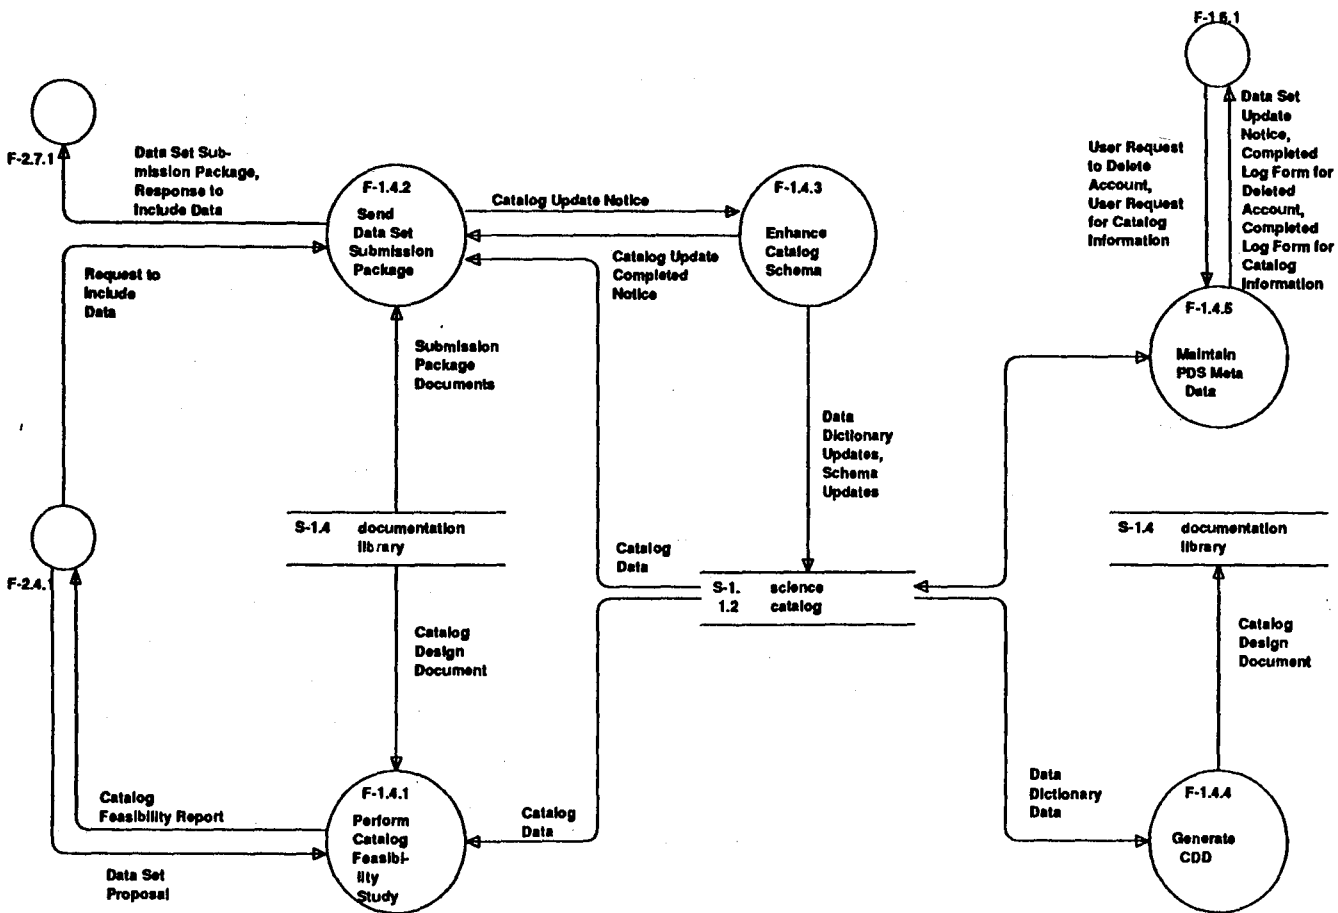 F-1.6.1
F-2.7.1
Data Set Sub-
mission Package,
Response to
Include Data
F-1.4.2
Send
Data Set
Submission
Package
Catalog Update Notice
Catalog Update
Completed
Notice
F-1.4.3
Enhance
Catalog
Schema
User Request
to Delete
Account,
User Request
for Catalog
Information
Data Set
Update
Notice,
Completed
Log Form for
Deleted
Account,
Completed
Log Form for
Catalog
Information
Request to
Include
Data
Submission
Package
Documents
F-1.4.5
Maintain
PDS Meta
Data
Data
Dictionary
Updates,
Schema
Updates
S-1.4 documentation
library
S-1.4 documentation
library
F-2.4.1
Catalog
Data
S-1. science
1.2 catalog
Catalog
Design
Document
Catalog
Design
Document
Catalog
Feasibility Report
F-1.4.1
Perform
Catalog
Feasibi-
lity
Study
Catalog
Data
Data
Dictionary
Data
F-1.4.4
Generate
CDD
Data Set
Proposal